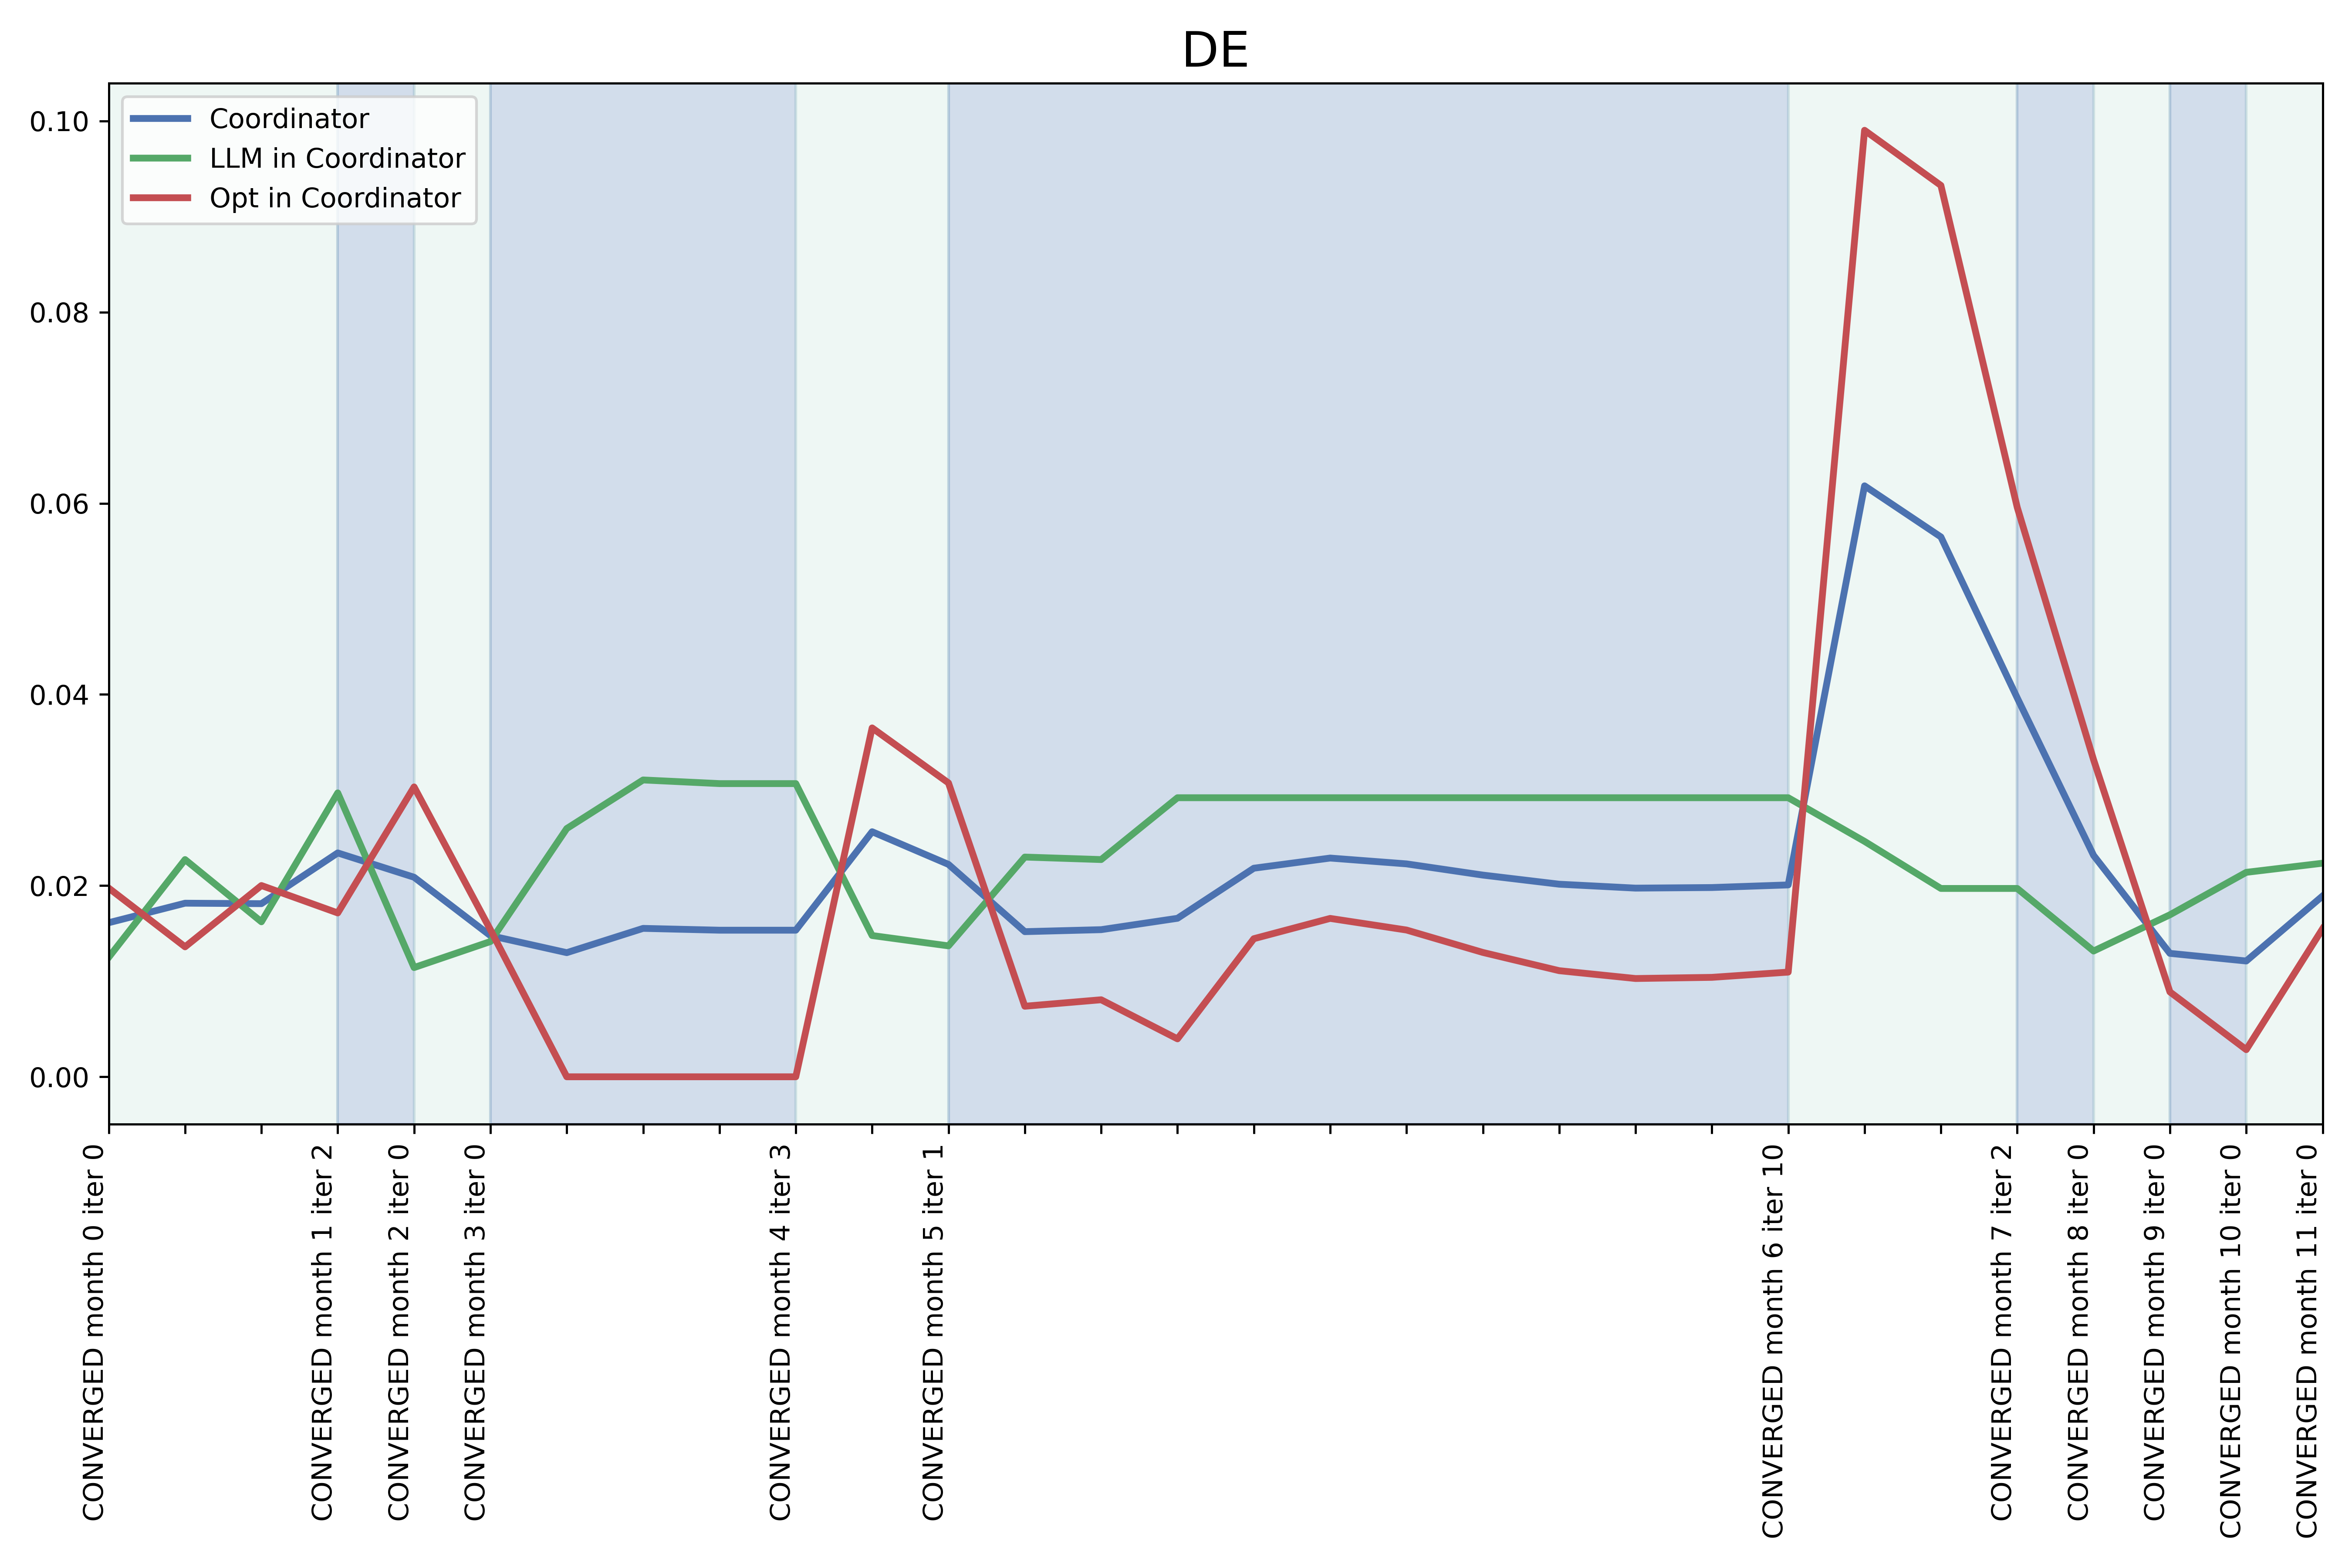 DE
Coordinator
LLM in Coordinator
Opt in Coordinator
0.10
0.08
0.06
0.04
0.02
0.00
CONVERGED month 0 iter 0
CONVERGED month 1 iter 2
CONVERGED month 2 iter 0
CONVERGED month 3 iter 0
CONVERGED month 4 iter 3
CONVERGED month 5 iter 1
CONVERGED month 6 iter 10
CONVERGED month 7 iter 2
CONVERGED month 8 iter 0
CONVERGED month 9 iter 0
CONVERGED month 10 iter 0
CONVERGED month 11 iter 0